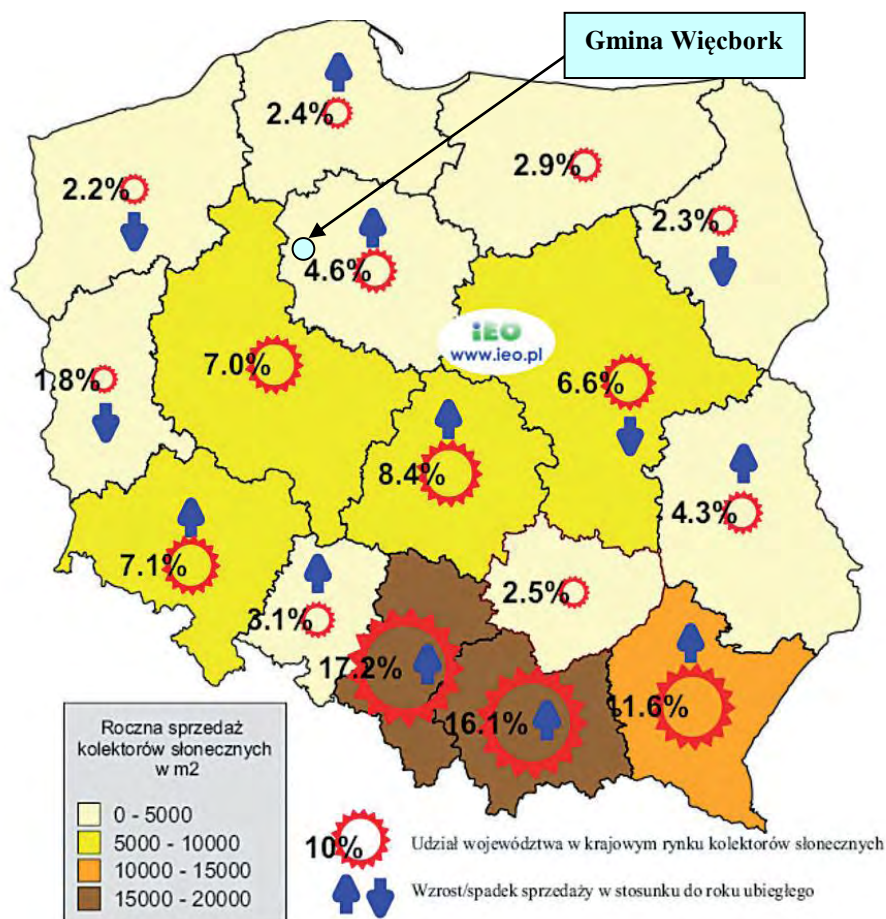 Gmina Więcbork
2.4%
2.9%
2.2%
2.3%
4.6%
iEO
www.ieo.pl
1.8%
7.0%
6.6%
8.4%
4.3%
7.1%
2.5%
3.1%
17.2%
16.1%
11.6%
Roczna sprzedaż
kolektorów słonecznych
w m2
0 - 5000
5000 - 10000
10000 - 15000
15000 - 20000
10%
Udział województwa w krajowym rynku kolektorów słonecznych
Wzrost/spadek sprzedaży w stosunku do roku ubiegłego